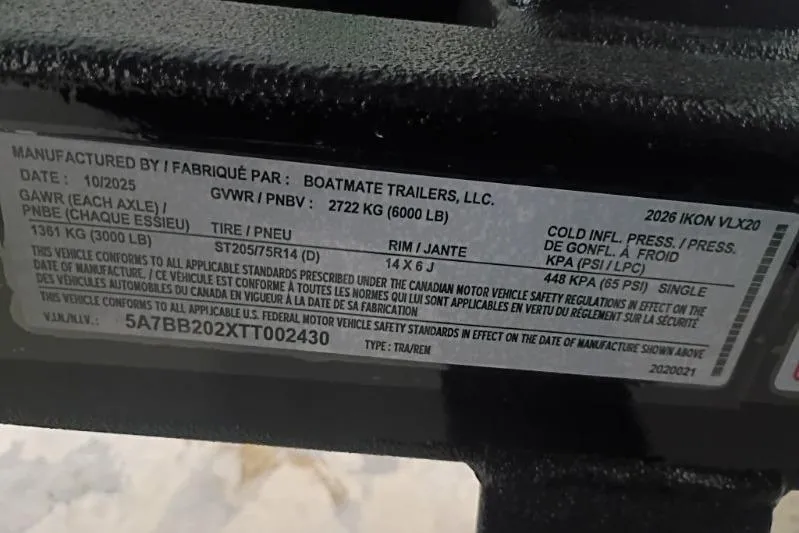 MANUFACTURED BY / FABRIQUÉ PAR : BOATMATE TRAILERS, LLC.
DATE : 10/2025 GVWR / PNBV : 2722 KG (6000 LB) 2026 IKON VLX20
GAWR (EACH AXLE) /
PNBE (CHAQUE ESSIEU) TIRE / PNEU RIM / JANTE COLD INFL. PRESS. / PRESS.
DE GONFL. À FROID
KPA (PSI / LPC)
1361 KG (3000 LB) ST205/75R14 (D) 14 X 6 J 448 KPA (65 PSI) SINGLE
THIS VEHICLE CONFORMS TO ALL APPLICABLE STANDARDS PRESCRIBED UNDER THE CANADIAN MOTOR VEHICLE SAFETY REGULATIONS IN EFFECT ON THE
DATE OF MANUFACTURE. / CE VÉHICULE EST CONFORME À TOUTES LES NORMES QUI LUI SONT APPLICABLES EN VERTU DU RÉGLEMENT SUR LA SÉCURITÉ
DES VÉHICULES AUTOMOBILES DU CANADA EN VIGUEUR À LA DATE DE SA FABRICATION
THIS VEHICLE CONFORMS TO ALL APPLICABLE U.S. FEDERAL MOTOR VEHICLE SAFETY STANDARDS IN EFFECT ON THE DATE OF MANUFACTURE SHOWN ABOVE
V.I.N./N.I.V. : 5A7BB202XTT002430 TYPE : TRA/REM 2020021